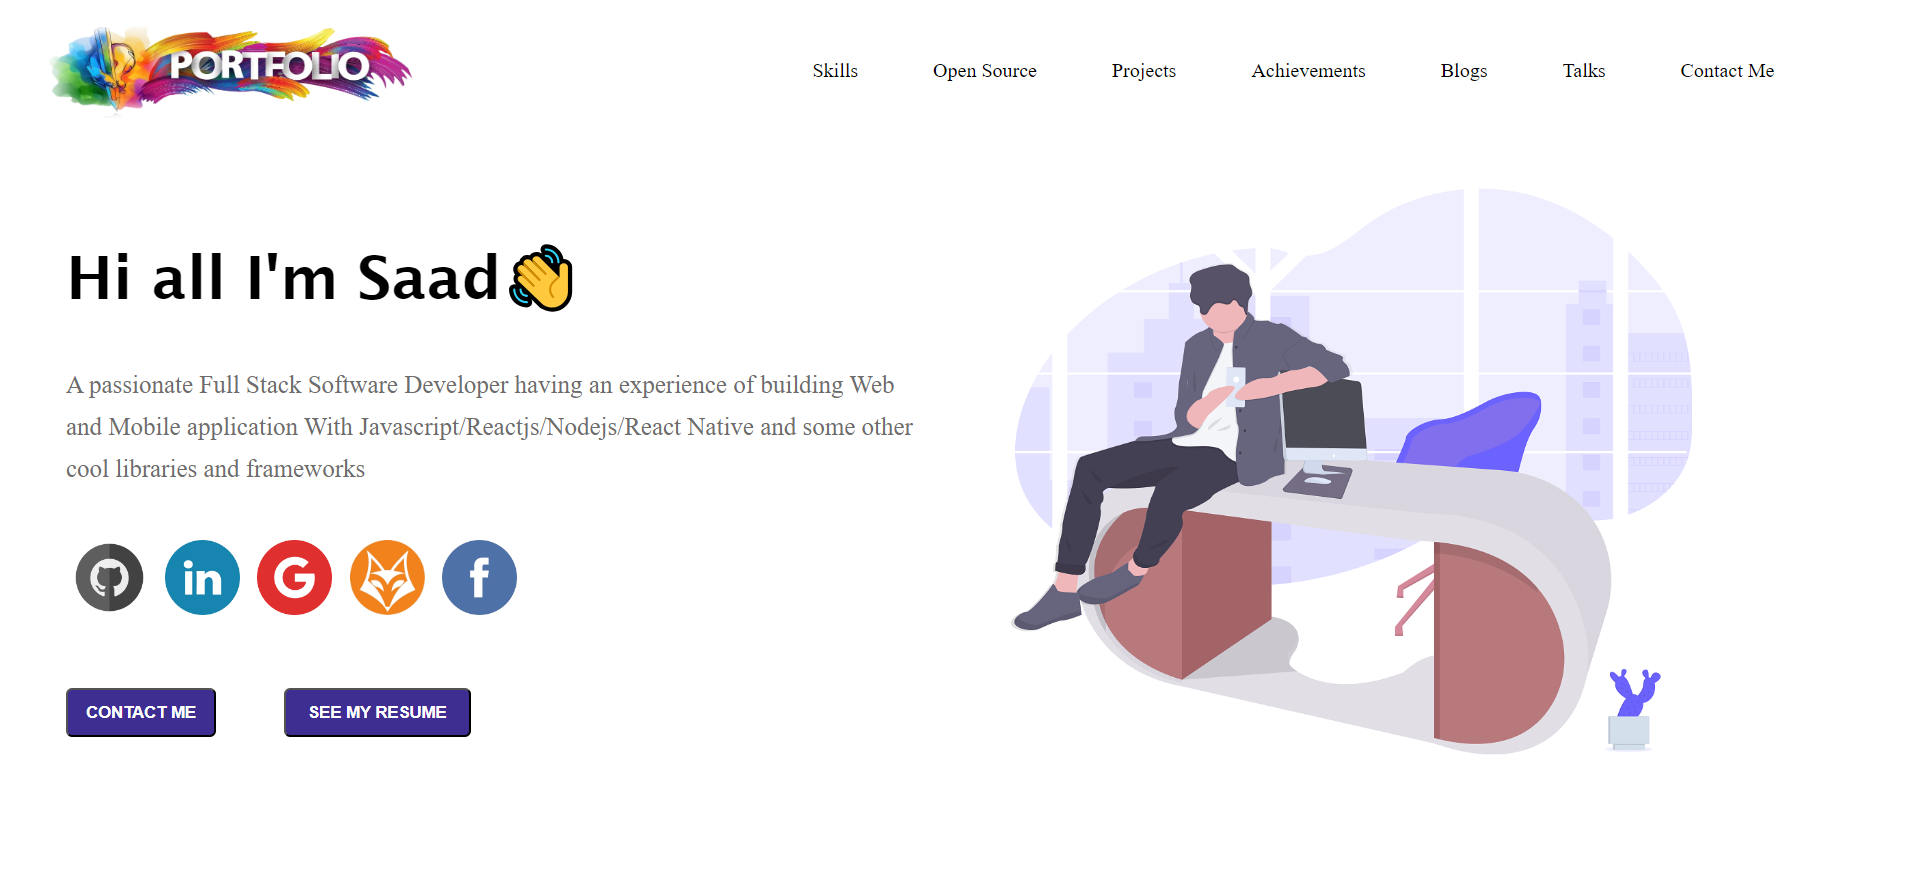 PORTFOLIO
Skills Open Source Projects Achievements Blogs Talks Contact Me
Hi all I'm Saad
A passionate Full Stack Software Developer having an experience of building Web
and Mobile application With Javascript/Reactjs/Nodejs/React Native and some other
cool libraries and frameworks
in G f
CONTACT ME SEE MY RESUME